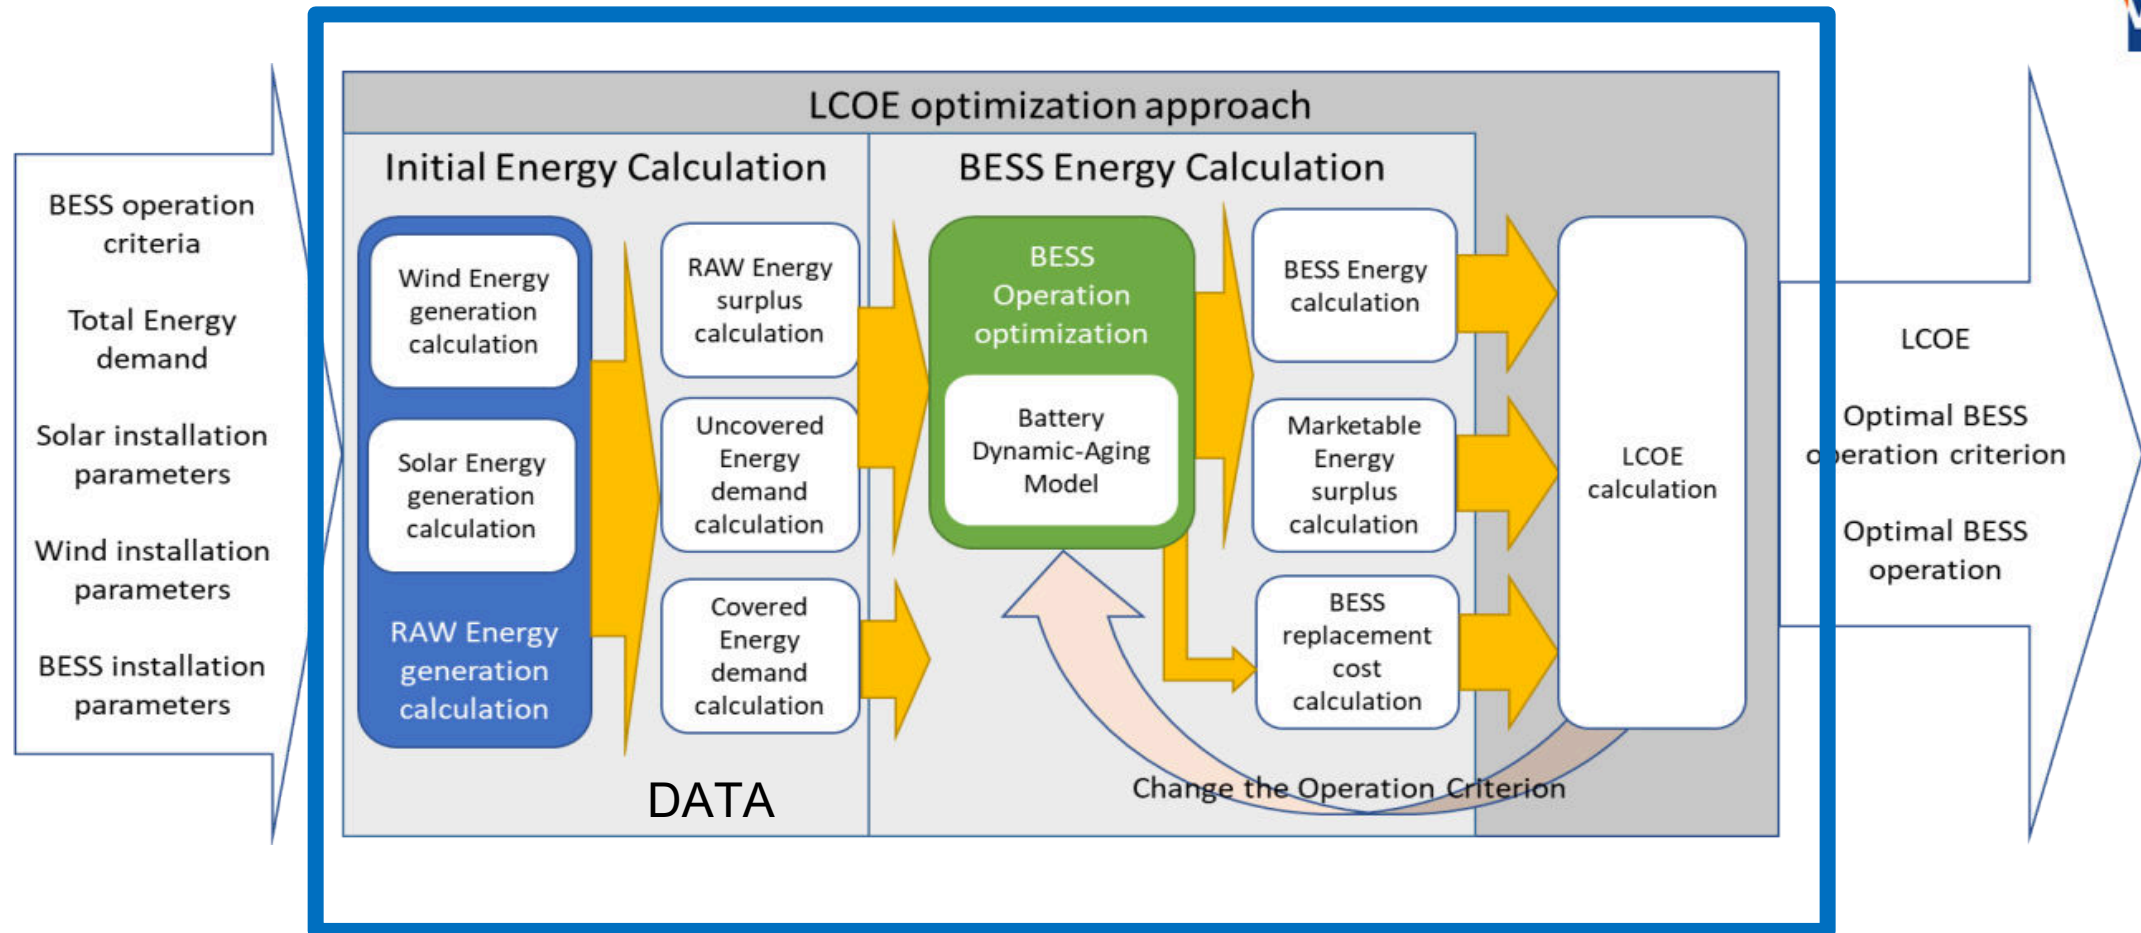 LCOE optimization approach
BESS operation
criteria
Total Energy
demand
Solar installation
parameters
Wind installation
parameters
BESS installation
parameters
Initial Energy Calculation
Wind Energy
generation
calculation
Solar Energy
generation
calculation
RAW Energy
generation
calculation
RAW Energy
surplus
calculation
Uncovered
Energy
demand
calculation
Covered
Energy
demand
calculation
DATA
BESS Energy Calculation
BESS
Operation
optimization
Battery
Dynamic-Aging
Model
BESS Energy
calculation
Marketable
Energy
surplus
calculation
BESS
replacement
cost
calculation
Change the Operation Criterion
LCOE
calculation
LCOE
Optimal BESS
operation criterion
Optimal BESS
operation